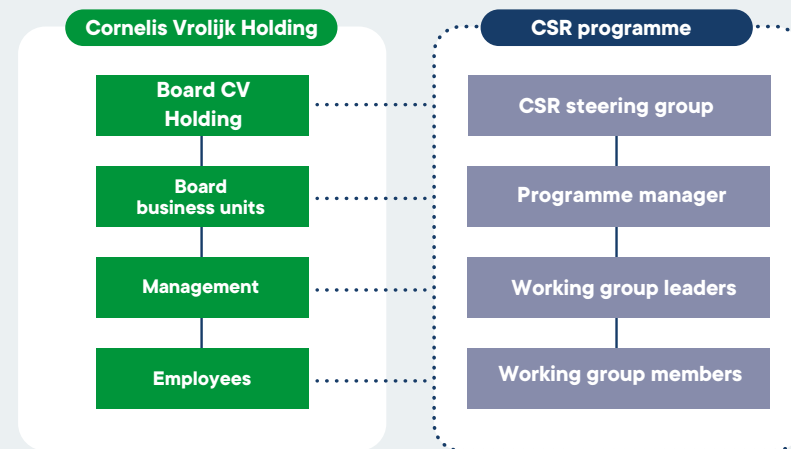 Cornelis Vrolijk Holding
Board CV
Holding
Board
business units
Management
Employees
CSR programme
CSR steering group
Programme manager
Working group leaders
Working group members